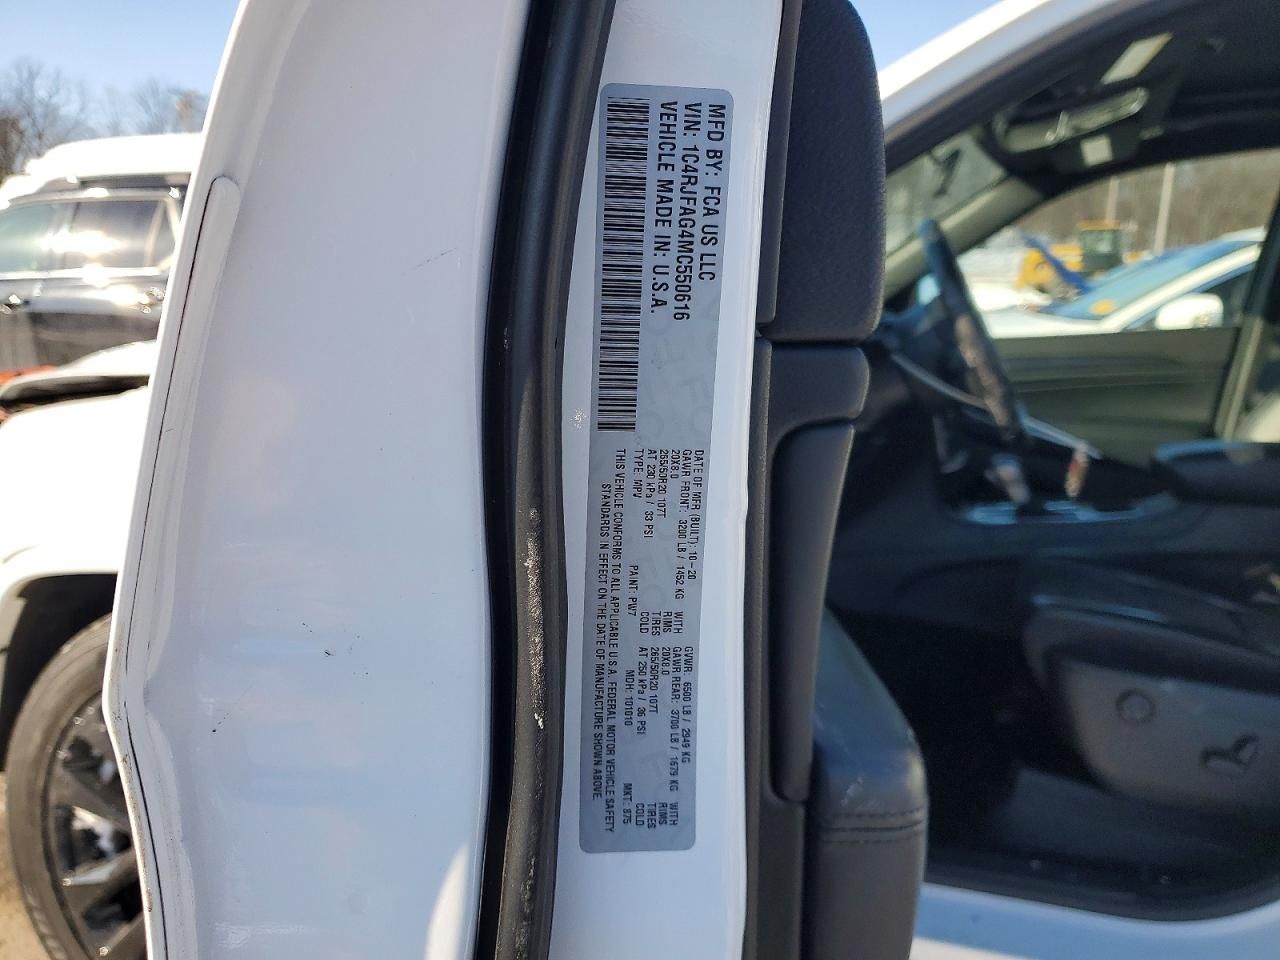 MFD BY: FCA US LLC
VIN: 1C4RJFAG4MC550616
VEHICLE MADE IN: U.S.A.
DATE OF MFR (BUILT): 10-20 GVWR: 6500 LB / 2949 KG
GAWR FRONT: 3200 LB / 1452 KG WITH GAWR REAR: 3700 LB / 1679 KG WITH
20X8.0 RIMS 20X8.0 RIMS
265/50R20 107T TIRES 265/50R20 107T TIRES
AT 230 kPa / 33 PSI COLD AT 250 kPa / 36 PSI COLD
TYPE: MPV PAINT: PW7 MDH: 101010 MKT: 875
THIS VEHICLE CONFORMS TO ALL APPLICABLE U.S.A. FEDERAL MOTOR VEHICLE SAFETY
STANDARDS IN EFFECT ON THE DATE OF MANUFACTURE SHOWN ABOVE.